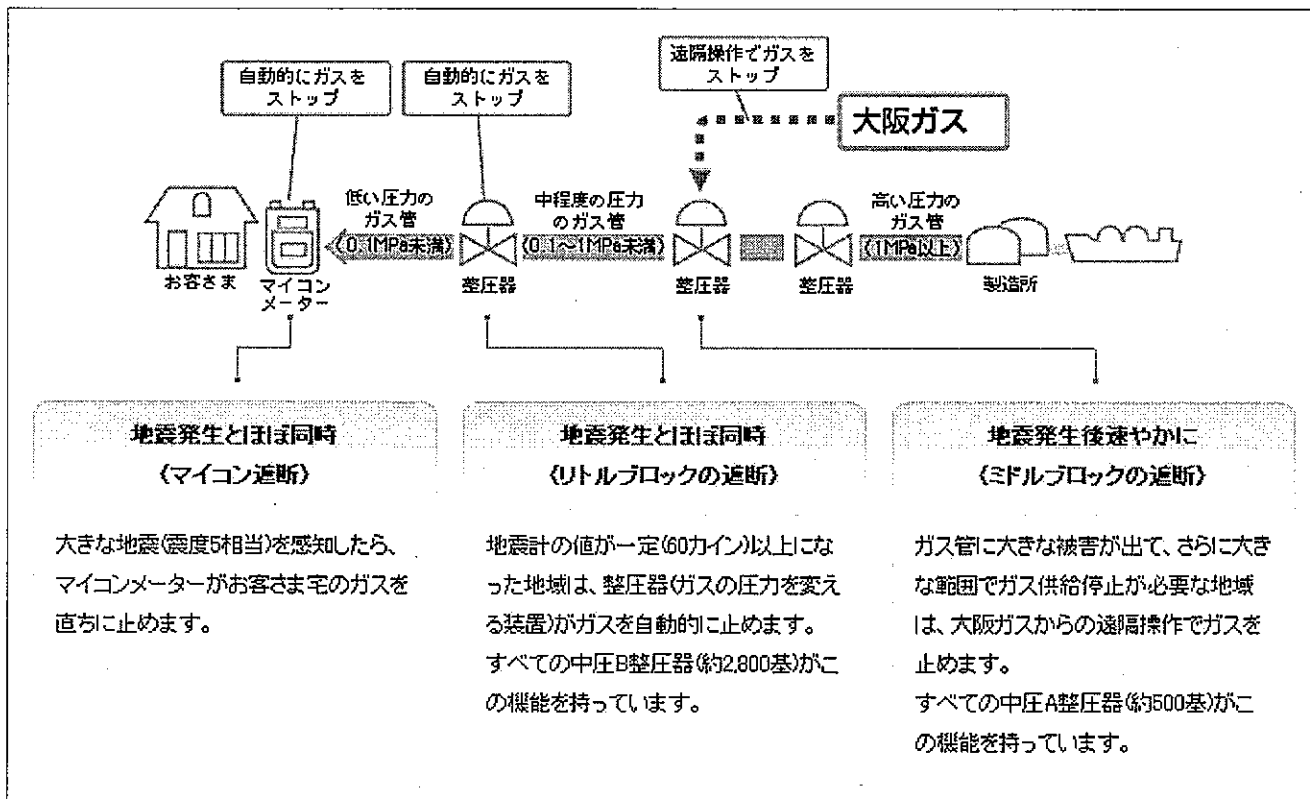 遠隔操作でガスを
ストップ
自動的にガスを
ストップ
自動的にガスを
ストップ
大阪ガス
低い圧力の
ガス管
(0.1MPa未満)
中程度の圧力
のガス管
(0.1~1MPa未満)
高い圧力の
ガス管
(1MPa以上)
お客さま
マイコン
メーター
整圧器
整圧器
整圧器
製造所
地震発生とほぼ同時
《マイコン遮断》
大きな地震(震度5相当)を感知したら、
マイコンメーターがお客さま宅のガスを
直ちに止めます。
地震発生とほぼ同時
《リトルブロックの遮断》
地震計の値が一定(60カイン)以上にな
った地域は、整圧器(ガスの圧力を変え
る装置)がガスを自動的に止めます。
すべての中圧B整圧器(約2,800基)がこ
の機能を持っています。
地震発生後速やかに
《ミドルブロックの遮断》
ガス管に大きな被害が出て、さらに大き
な範囲でガス供給停止が必要な地域
は、大阪ガスからの遠隔操作でガスを
止めます。
すべての中圧A整圧器(約500基)がこ
の機能を持っています。